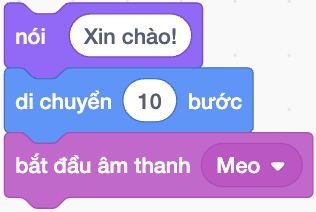 nói Xin chào!
di chuyển 10 bước
bắt đầu âm thanh Meo